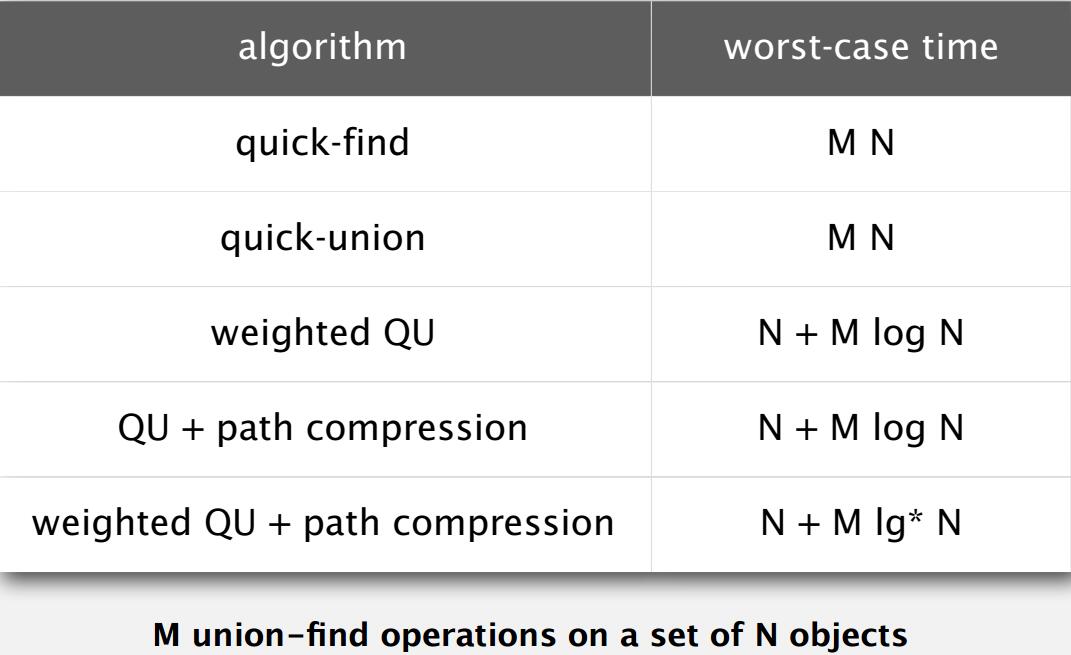 algorithm worst-case time
quick-find M N
quick-union M N
weighted QU N + M log N
QU + path compression N + M log N
weighted QU + path compression N + M lg* N
M union-find operations on a set of N objects